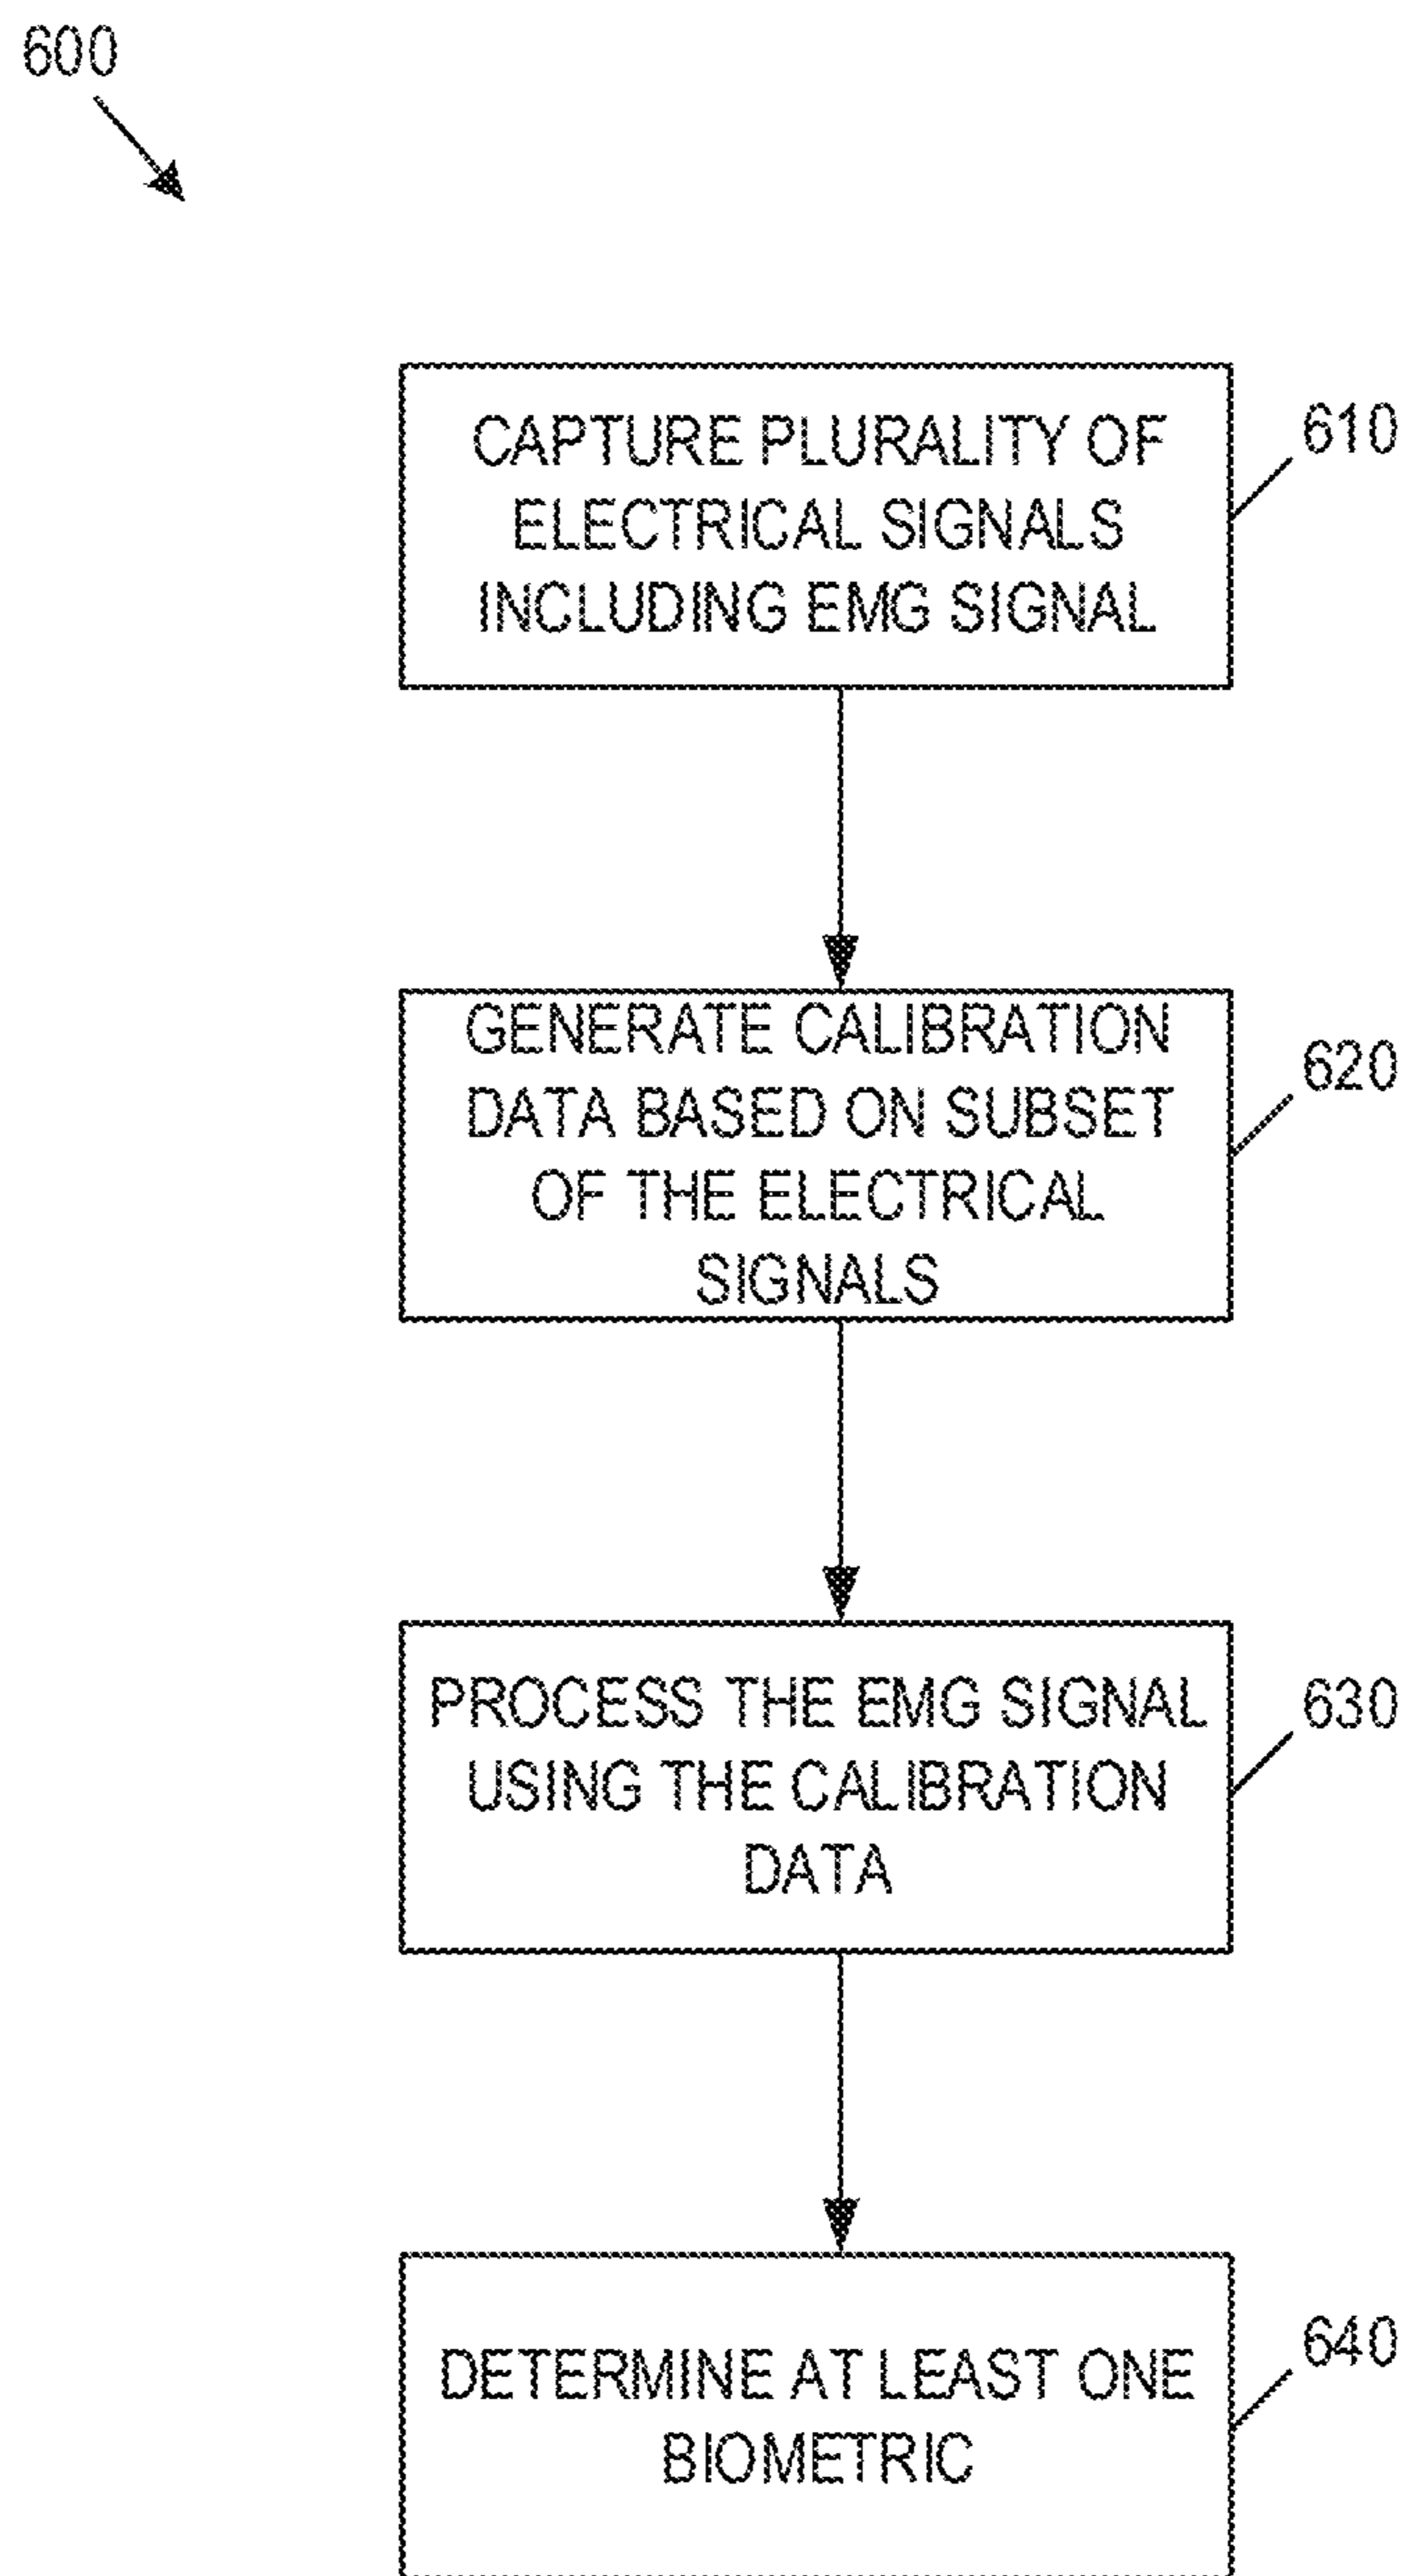 600
CAPTURE PLURALITY OF
ELECTRICAL SIGNALS
INCLUDING EMG SIGNAL
610
GENERATE CALIBRATION
DATA BASED ON SUBSET
OF THE ELECTRICAL
SIGNALS
620
PROCESS THE EMG SIGNAL
USING THE CALIBRATION
DATA
630
DETERMINE AT LEAST ONE
BIOMETRIC
640